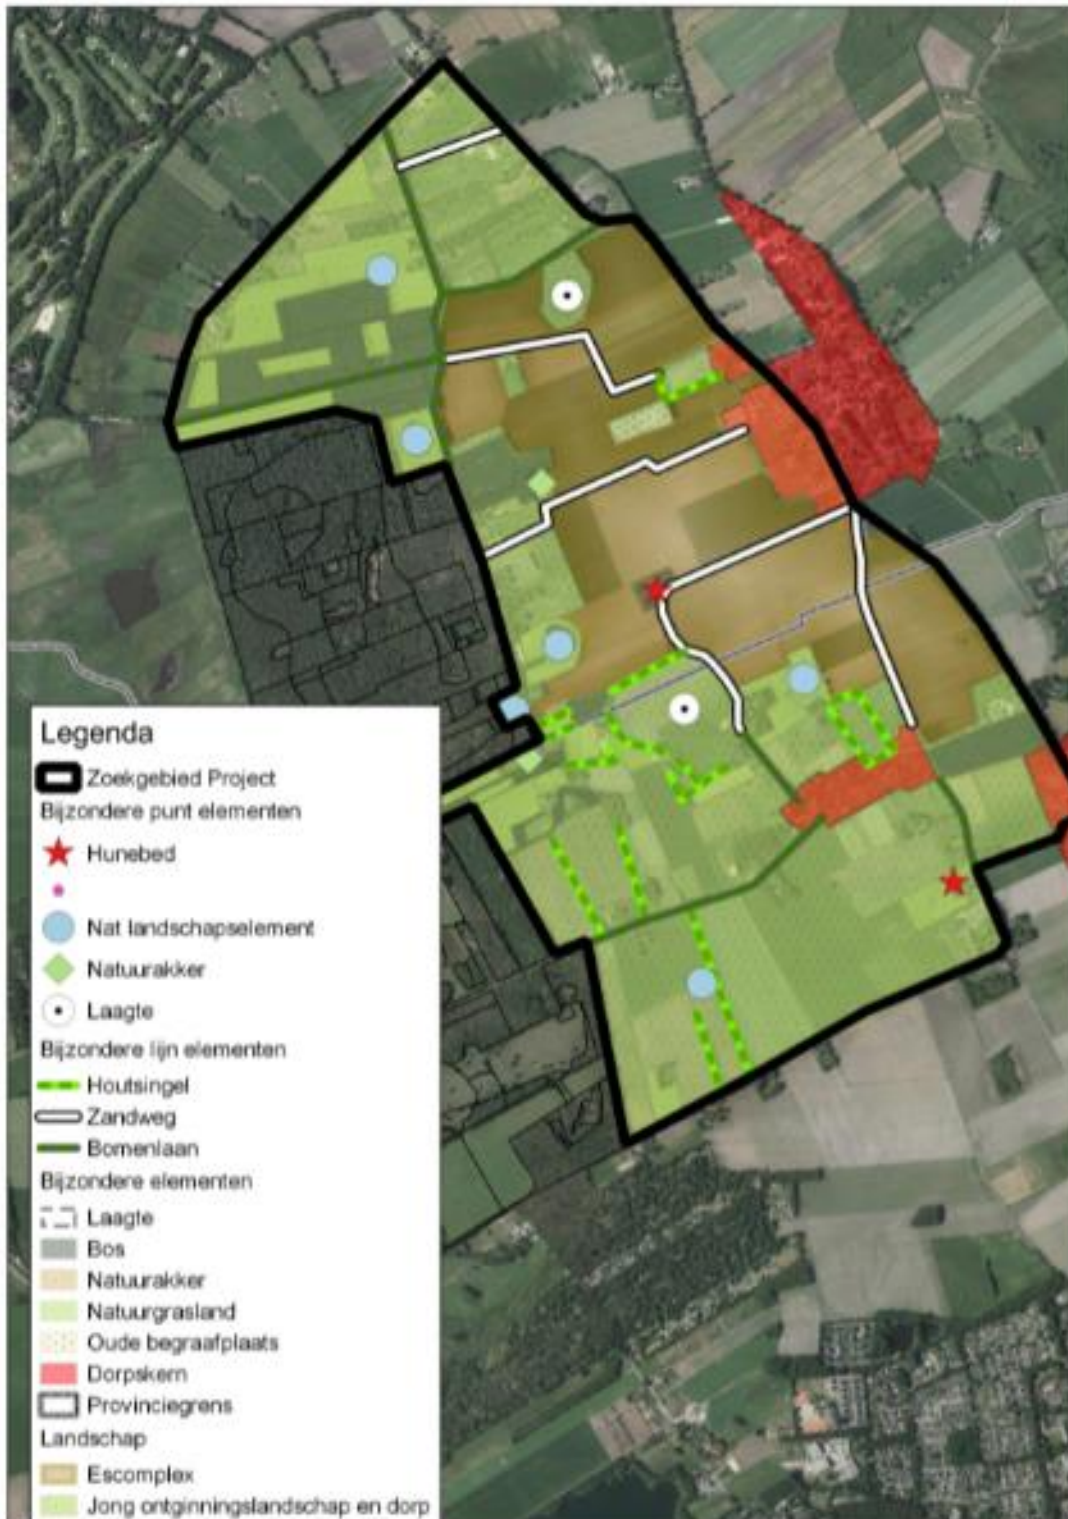 Legenda
Zoekgebied Project
Bijzondere punt elementen
Hunebed
Nat landschapselement
Natuurakker
Laagte
Bijzondere lijn elementen
Houtsingel
Zandweg
Bomenlaan
Bijzondere elementen
Laagte
Bos
Natuurakker
Natuurgrasland
Oude begraafplaats
Dorpskern
Provinciegrens
Landschap
Escomplex
Jong ontginningslandschap en dorp